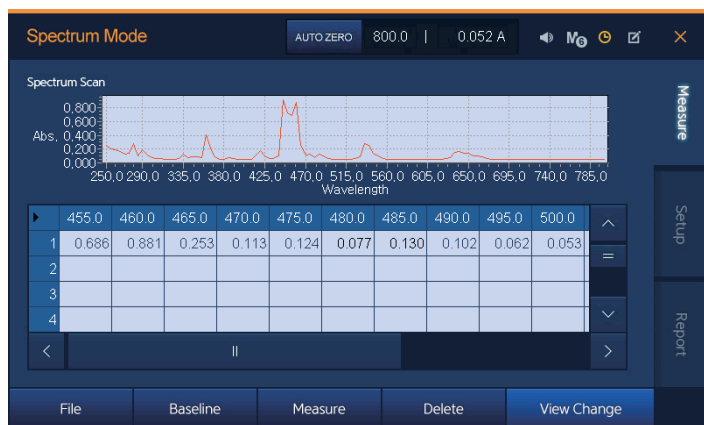 Spectrum Mode
AUTO ZERO 800.0 | 0.052 A M6
Spectrum Scan
Abs.
0,800
0,600
0,400
0,200
0,000
250,0 290,0 335,0 380,0 425,0 470,0 515,0 560,0 605,0 650,0 695,0 740,0 785,0
Wavelength
455.0 460.0 465.0 470.0 475.0 480.0 485.0 490.0 495.0 500.0
1 0.686 0.881 0.253 0.113 0.124 0.077 0.130 0.102 0.062 0.053
2
3
4
Measure
Setup
Report
File Baseline Measure Delete View Change